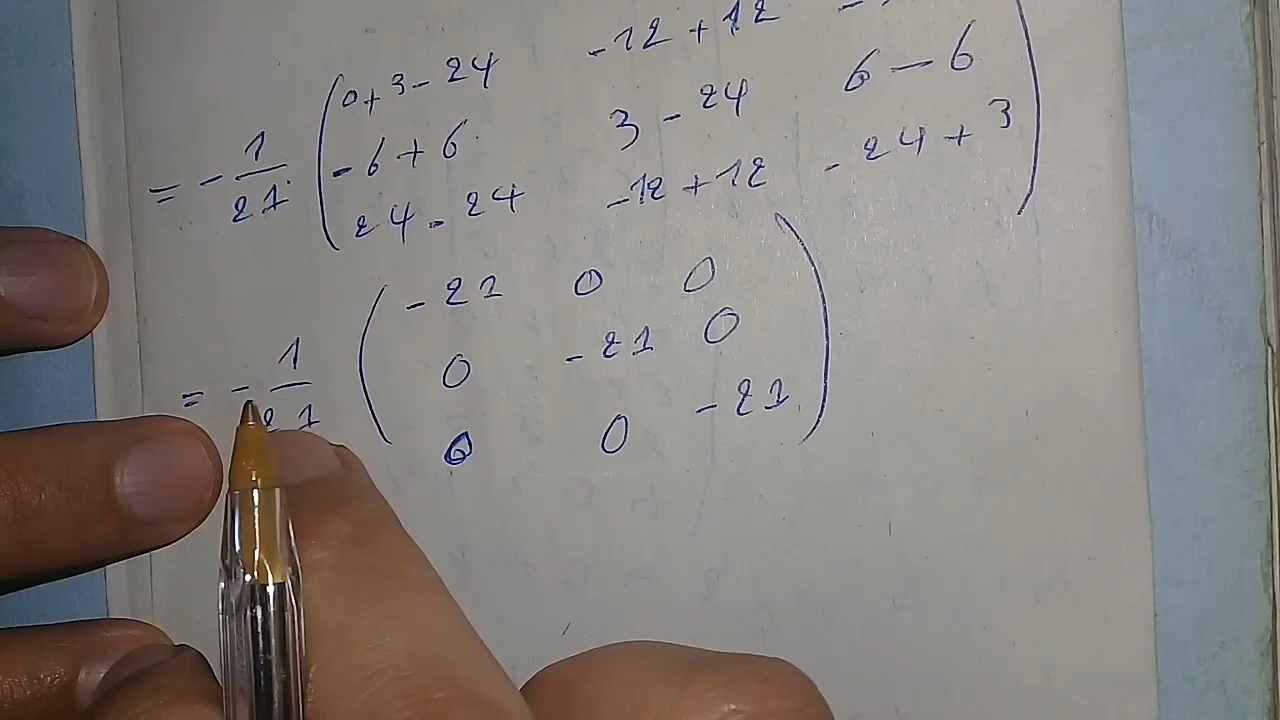 0+3-24 -12+12
= - 1/21 ( -6+6 3-24 6-6 )
24-24 -12+12 -24+3
-21 0 0
= - 1/21 ( 0 -21 0 )
0 0 -21